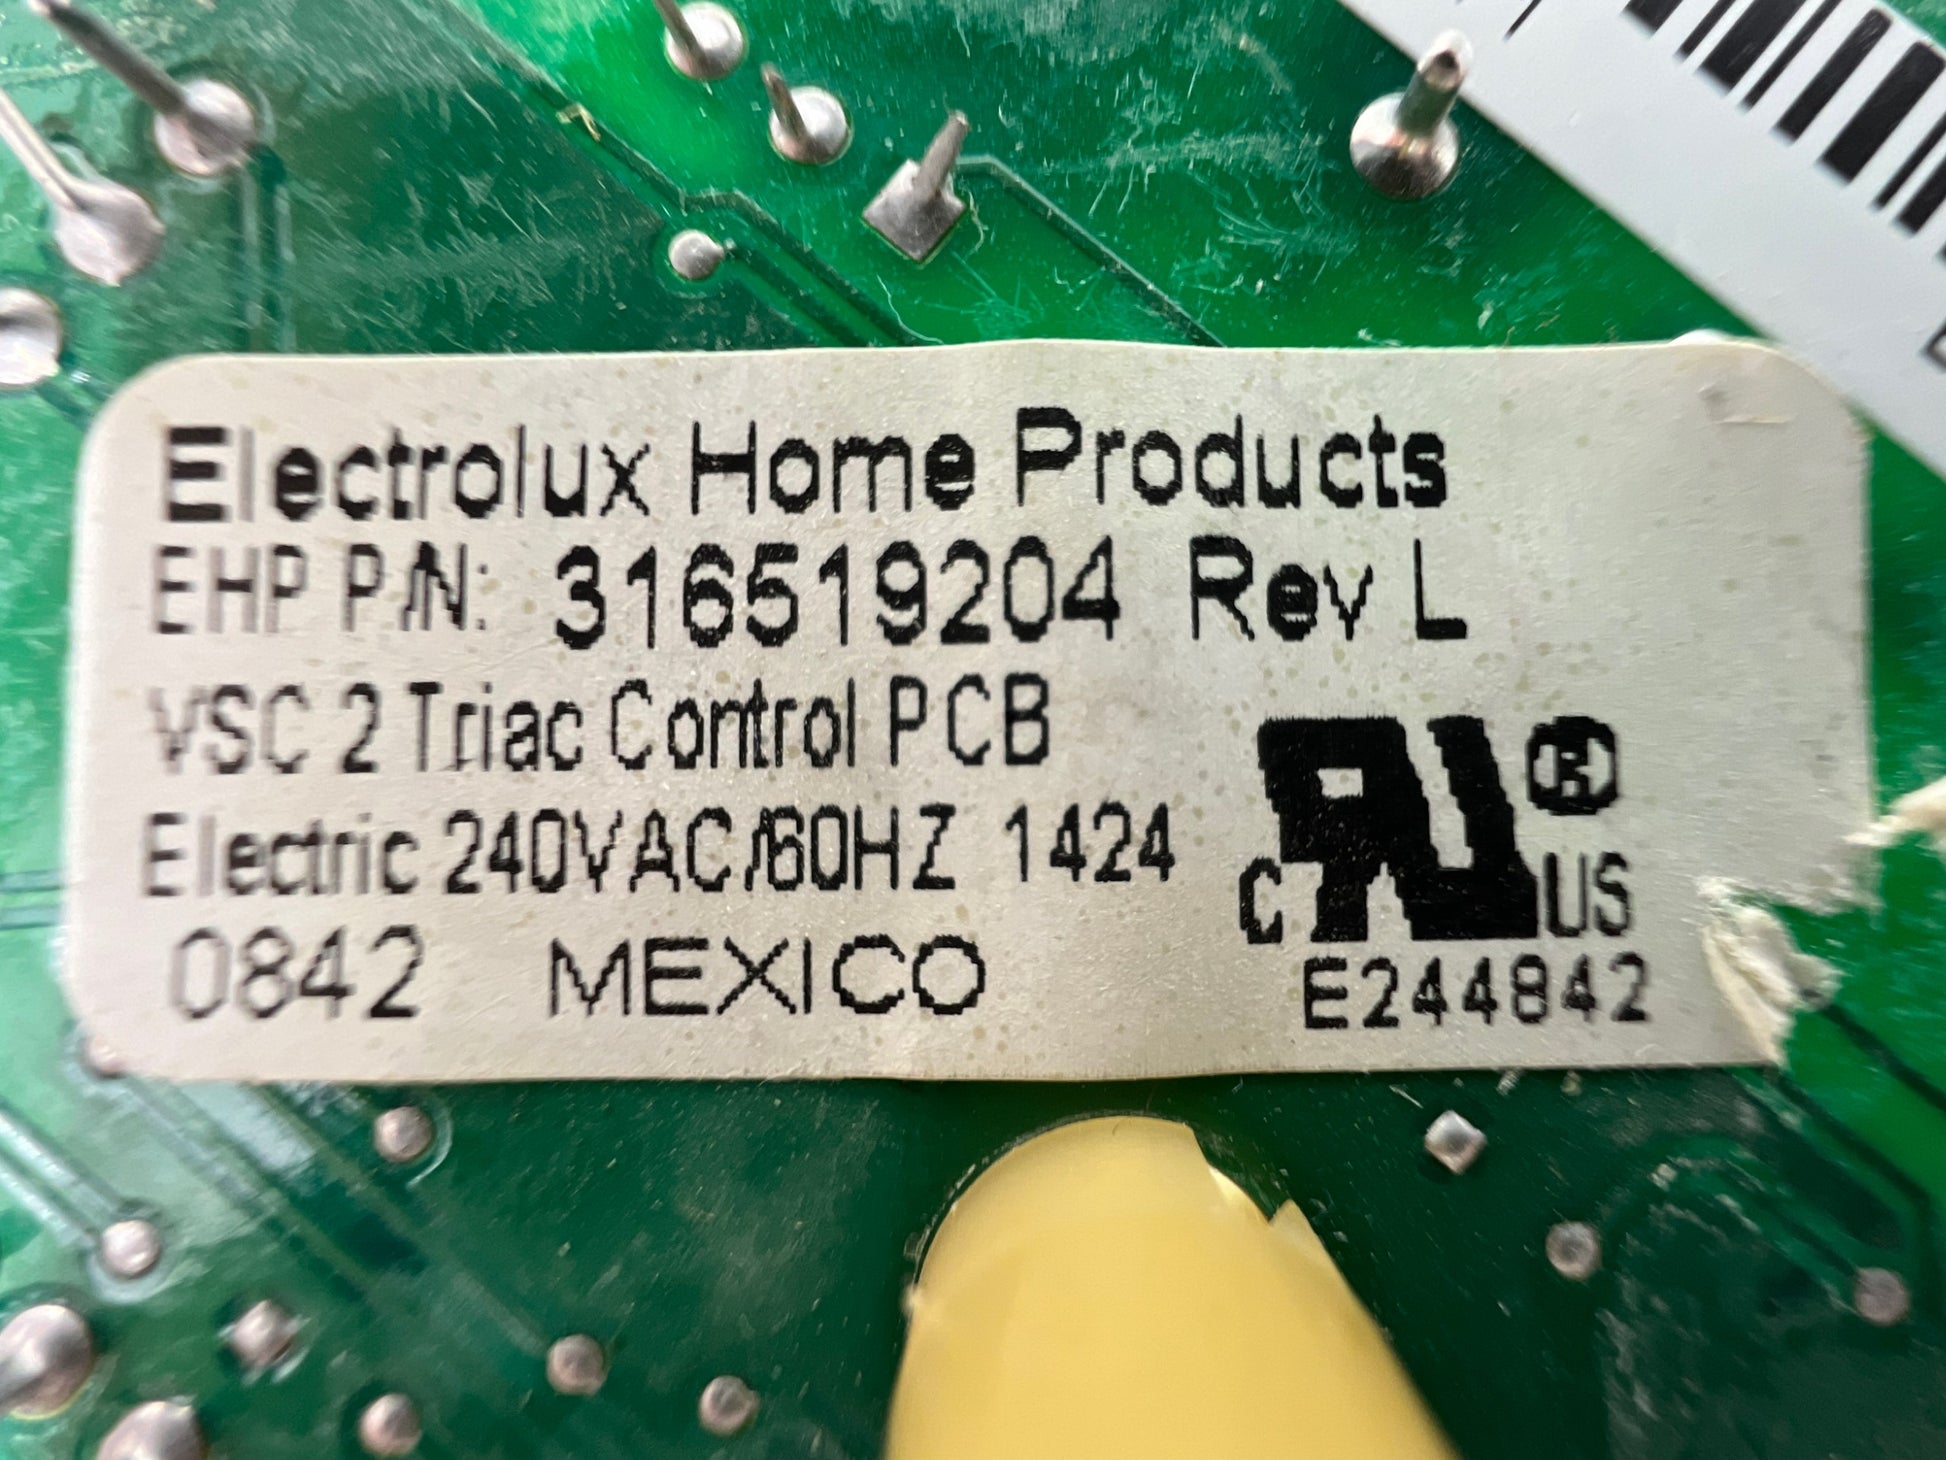 Electrolux Home Products
EHP P/N: 316519204 Rev L
VSC 2 Triac Control PCB
Electric 240VAC/60HZ 1424
0842 MEXICO
C RU ® US
E244842